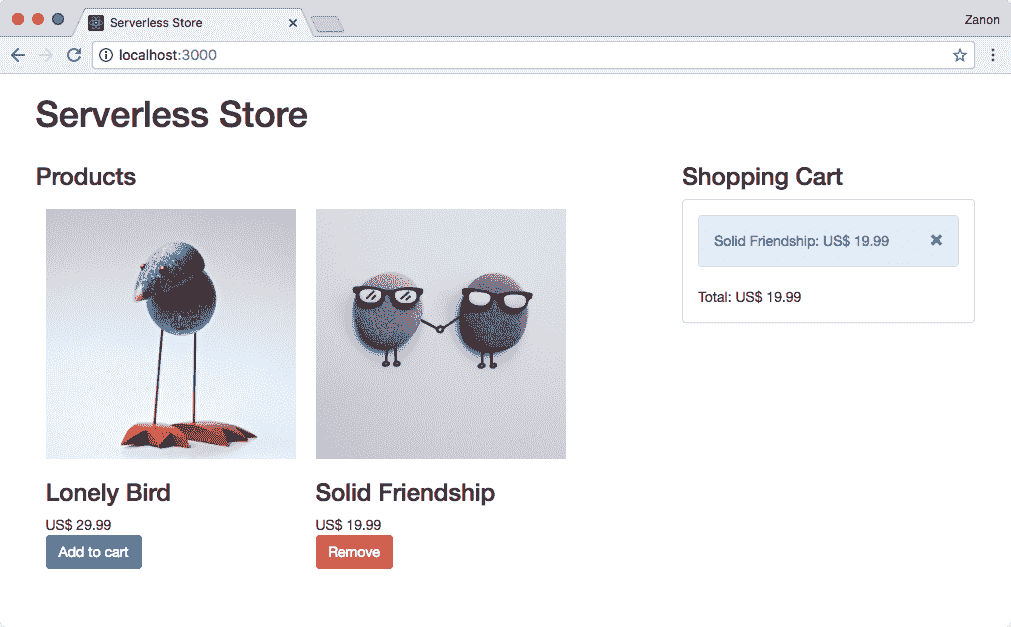 Serverless Store
Zanon
localhost:3000
Serverless Store
Products
Shopping Cart
Solid Friendship: US$ 19.99
Total: US$ 19.99
Lonely Bird
US$ 29.99
Add to cart
Solid Friendship
US$ 19.99
Remove